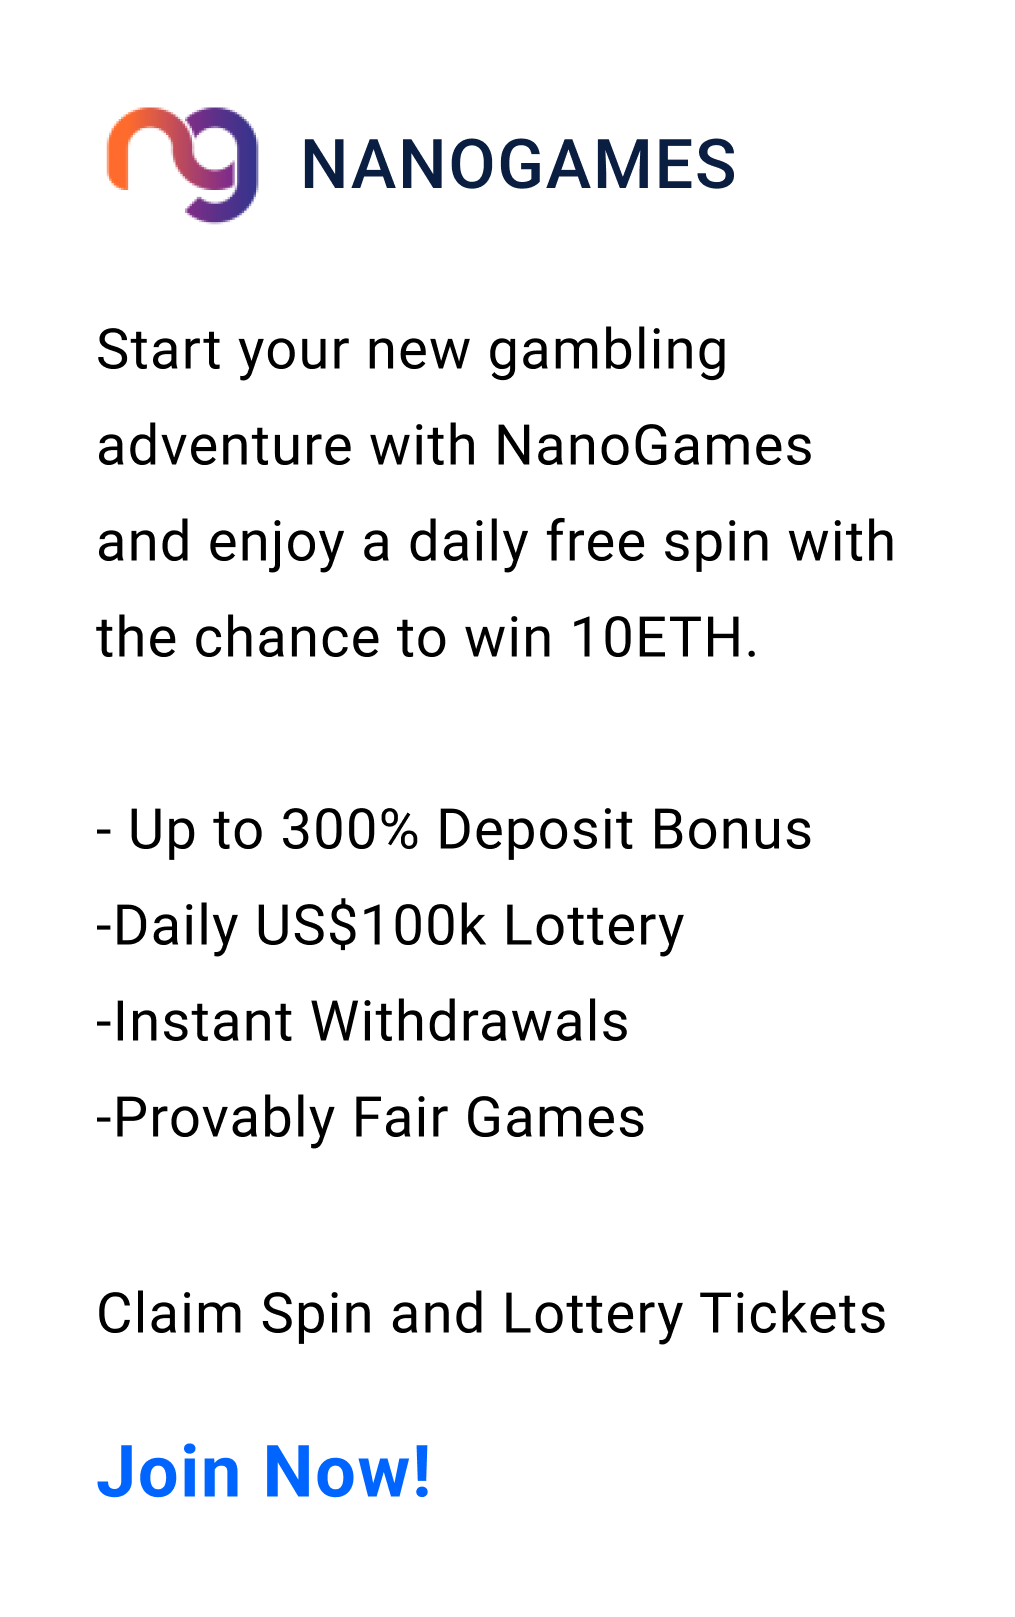 ng NANOGAMES
Start your new gambling
adventure with NanoGames
and enjoy a daily free spin with
the chance to win 10ETH.
- Up to 300% Deposit Bonus
-Daily US$100k Lottery
-Instant Withdrawals
-Provably Fair Games
Claim Spin and Lottery Tickets
Join Now!